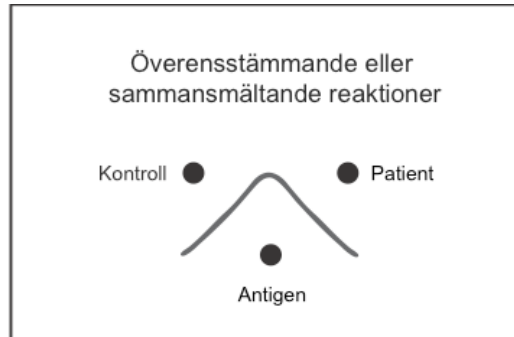 Överensstämmande eller
sammansmältande reaktioner
Kontroll
Patient
Antigen